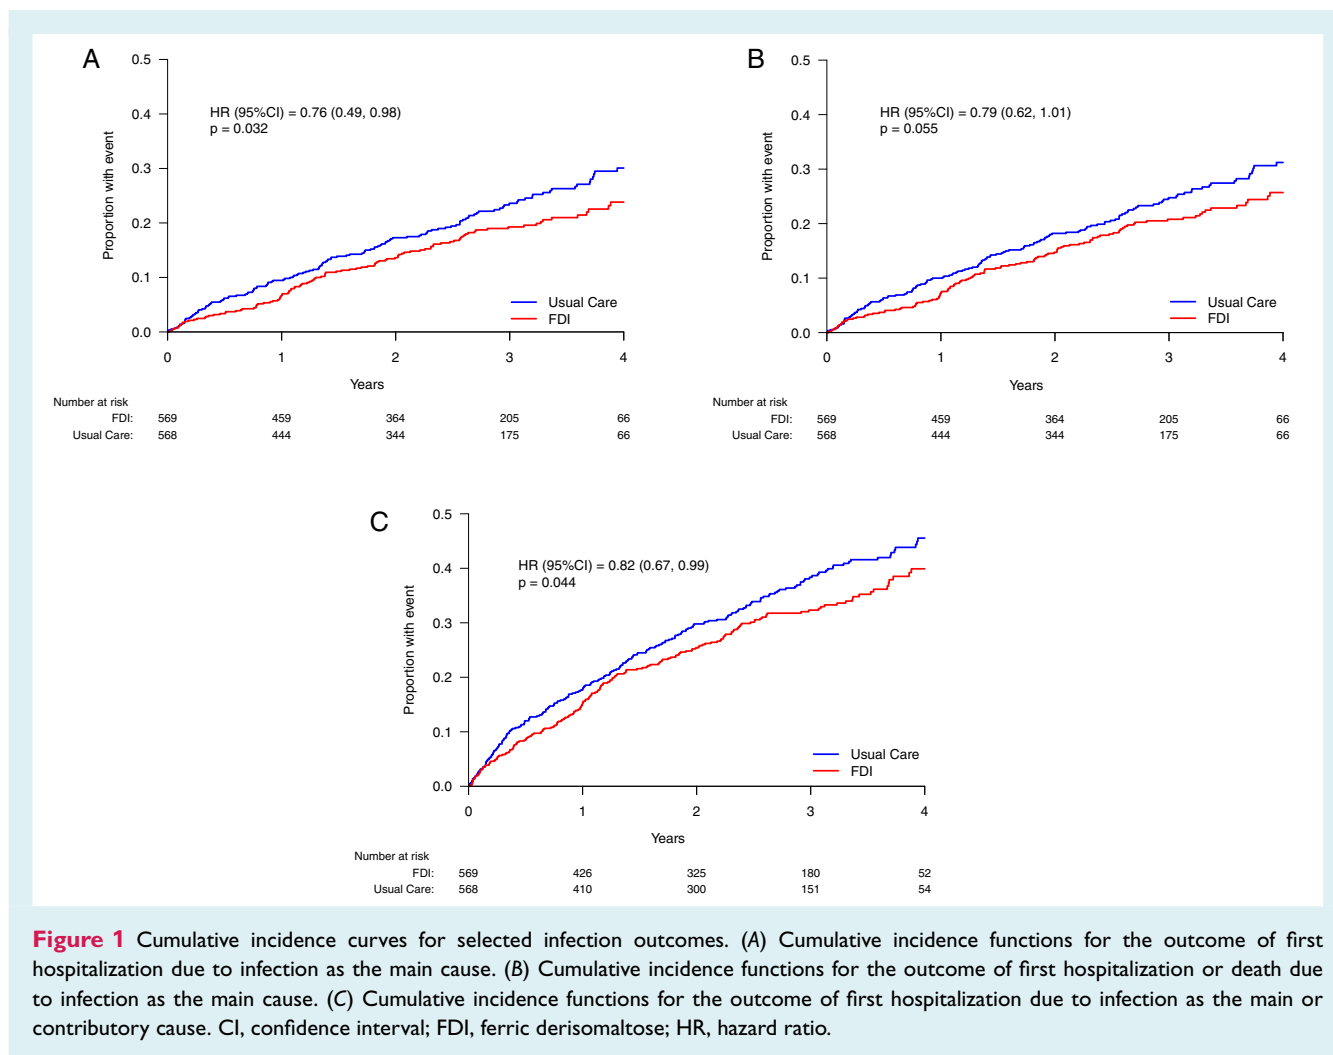 A
0.5
0.4
0.3
0.2
0.1
0.0
Proportion with event
HR (95%CI) = 0.76 (0.49, 0.98)
p = 0.032
Usual Care
FDI
0 1 2 3 4
Years
Number at risk
FDI: 569 459 364 205 66
Usual Care: 568 444 344 175 66
B
0.5
0.4
0.3
0.2
0.1
0.0
Proportion with event
HR (95%CI) = 0.79 (0.62, 1.01)
p = 0.055
Usual Care
FDI
0 1 2 3 4
Years
Number at risk
FDI: 569 459 364 205 66
Usual Care: 568 444 344 175 66
C
0.5
0.4
0.3
0.2
0.1
0.0
Proportion with event
HR (95%CI) = 0.82 (0.67, 0.99)
p = 0.044
Usual Care
FDI
0 1 2 3 4
Years
Number at risk
FDI: 569 426 325 180 52
Usual Care: 568 410 300 151 54
Figure 1 Cumulative incidence curves for selected infection outcomes. (A) Cumulative incidence functions for the outcome of first
hospitalization due to infection as the main cause. (B) Cumulative incidence functions for the outcome of first hospitalization or death due
to infection as the main cause. (C) Cumulative incidence functions for the outcome of first hospitalization due to infection as the main or
contributory cause. CI, confidence interval; FDI, ferric derisomaltose; HR, hazard ratio.